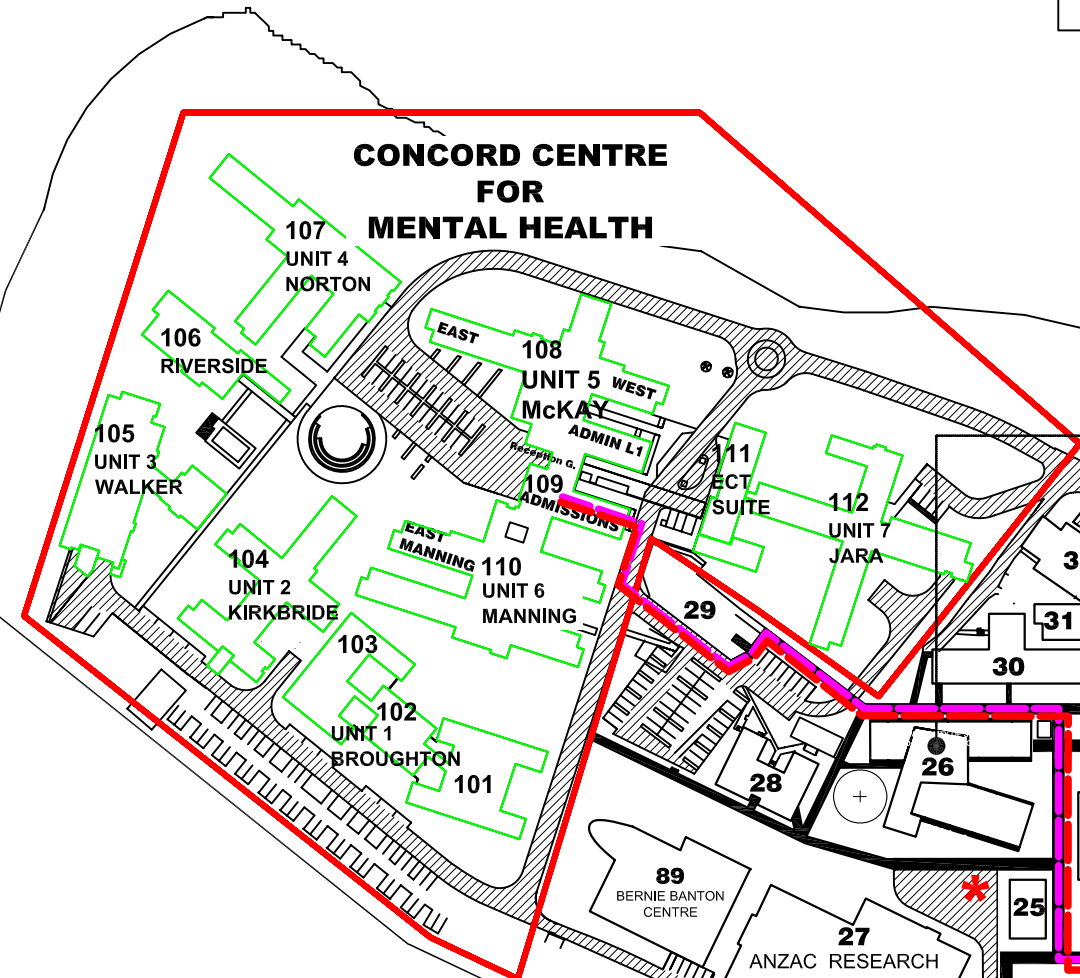 CONCORD CENTRE
FOR
MENTAL HEALTH
107
UNIT 4
NORTON
106
RIVERSIDE
105
UNIT 3
WALKER
EAST
108
UNIT 5
McKAY
WEST
ADMIN L1
Reception G.
109
ADMISSIONS
111
ECT
SUITE
112
UNIT 7
JARA
EAST
MANNING
110
UNIT 6
MANNING
104
UNIT 2
KIRKBRIDE
103
102
UNIT 1
BROUGHTON
101
29
3
31
30
28
26
89
BERNIE BANTON
CENTRE
25
27
ANZAC RESEARCH